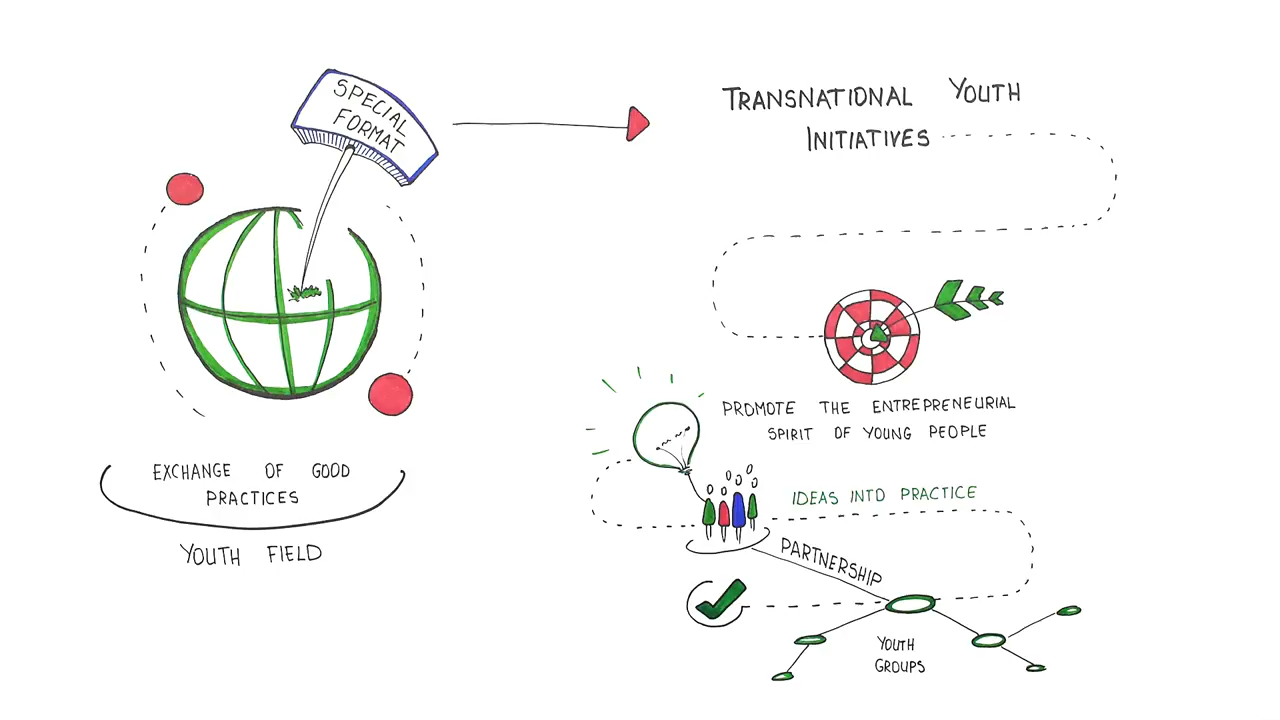 SPECIAL
FORMAT
TRANSNATIONAL YOUTH
INITIATIVES
EXCHANGE OF GOOD
PRACTICES
YOUTH FIELD
PROMOTE THE ENTREPRENEURIAL
SPIRIT OF YOUNG PEOPLE
IDEAS INTO PRACTICE
PARTNERSHIP
YOUTH
GROUPS